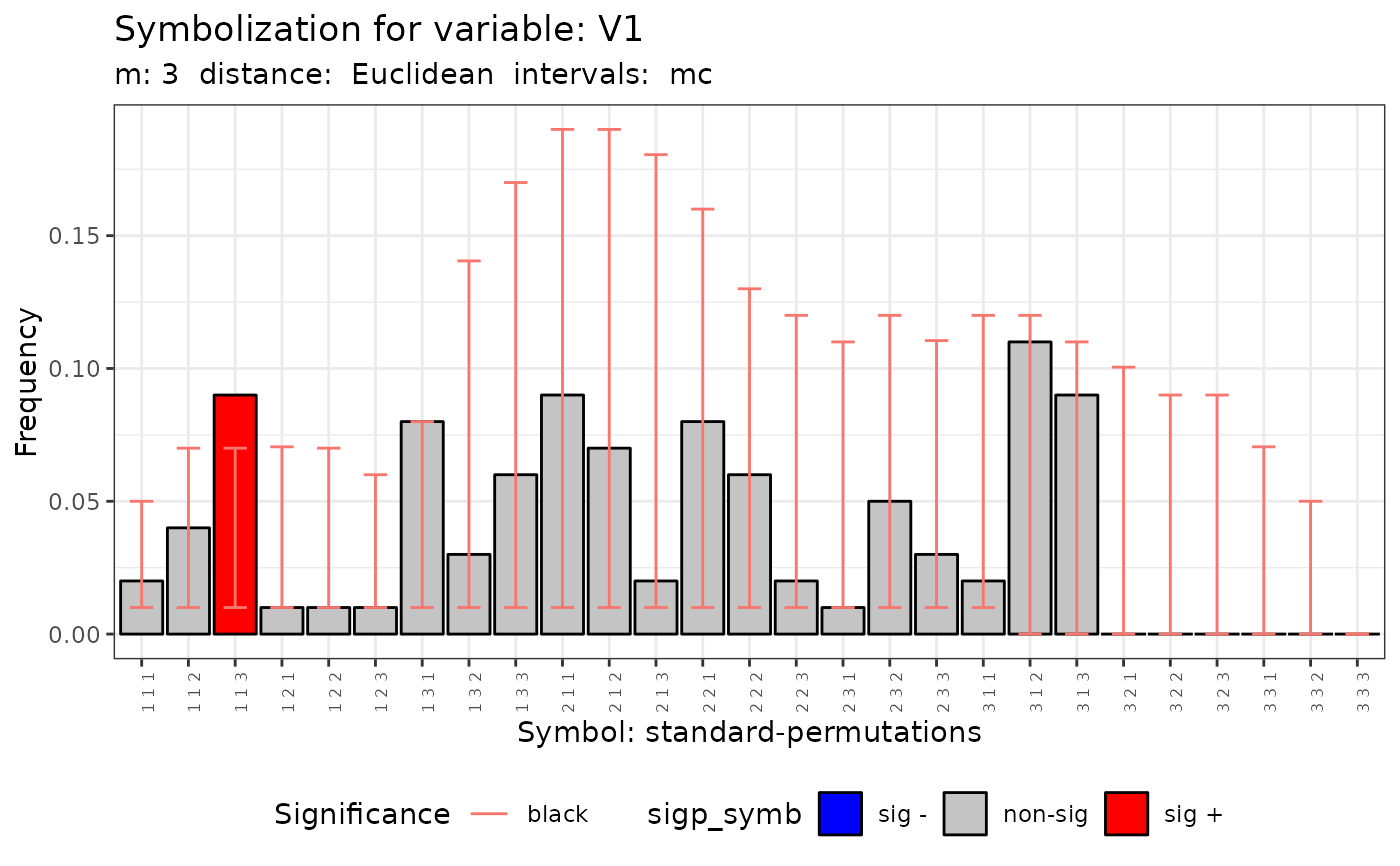 Symbolization for variable: V1
m: 3 distance: Euclidean intervals: mc
Frequency
0.15
0.10
0.05
0.00
1 1 1 1 1 2 1 1 3 1 2 1 1 2 2 1 2 3 1 3 1 1 3 2 1 3 3 2 1 1 2 1 2 2 1 3 2 2 1 2 2 2 2 2 3 2 3 1 2 3 2 2 3 3 3 1 1 3 1 2 3 1 3 3 2 1 3 2 2 3 2 3 3 3 1 3 3 2 3 3 3
Symbol: standard-permutations
Significance black sigp_symb sig - non-sig sig +